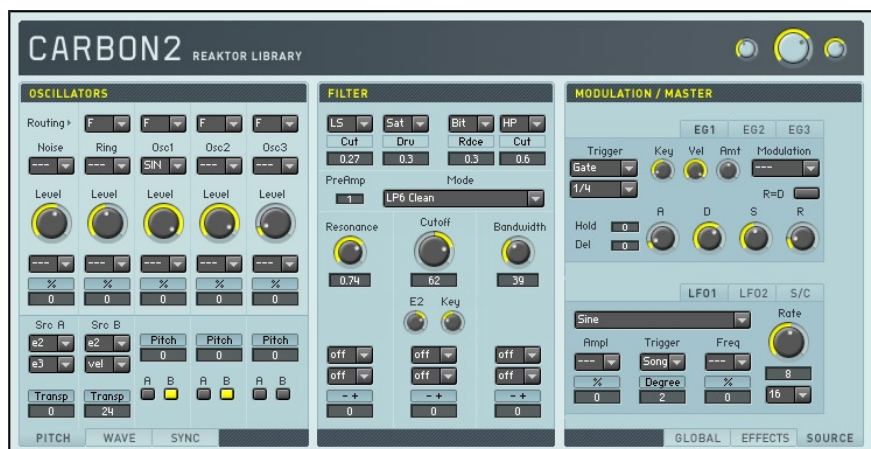 CARBON2 REAKTOR LIBRARY
OSCILLATORS
Routing F F F F
Noise Ring Osc1 Osc2 Osc3
--- --- SIN --- ---
Level Level Level Level Level
--- --- --- --- ---
% % % % %
0 0 0 0 0
Src A Src B
e2 e2 Pitch Pitch Pitch
e3 vel 0 0 0
A B A B A B
Transp Transp
0 24
PITCH WAVE SYNC
FILTER
LS Sat Bit HP
Cut Drv Rdce Cut
0.27 0.3 0.3 0.6
PreAmp Mode
1 LP6 Clean
Resonance Cutoff Bandwidth
0.74 62 39
E2 Key
off off off
off off off
- + - + - +
0 0 0
MODULATION / MASTER
EG1 EG2 EG3
Trigger Key Vel Amt Modulation
Gate ---
1/4 R=D
A D S R
Hold 0
Del 0
LFO1 LFO2 S/C
Sine Rate
Ampl Trigger Freq
--- Song ---
% Degree % 8
0 2 0 16
GLOBAL EFFECTS SOURCE